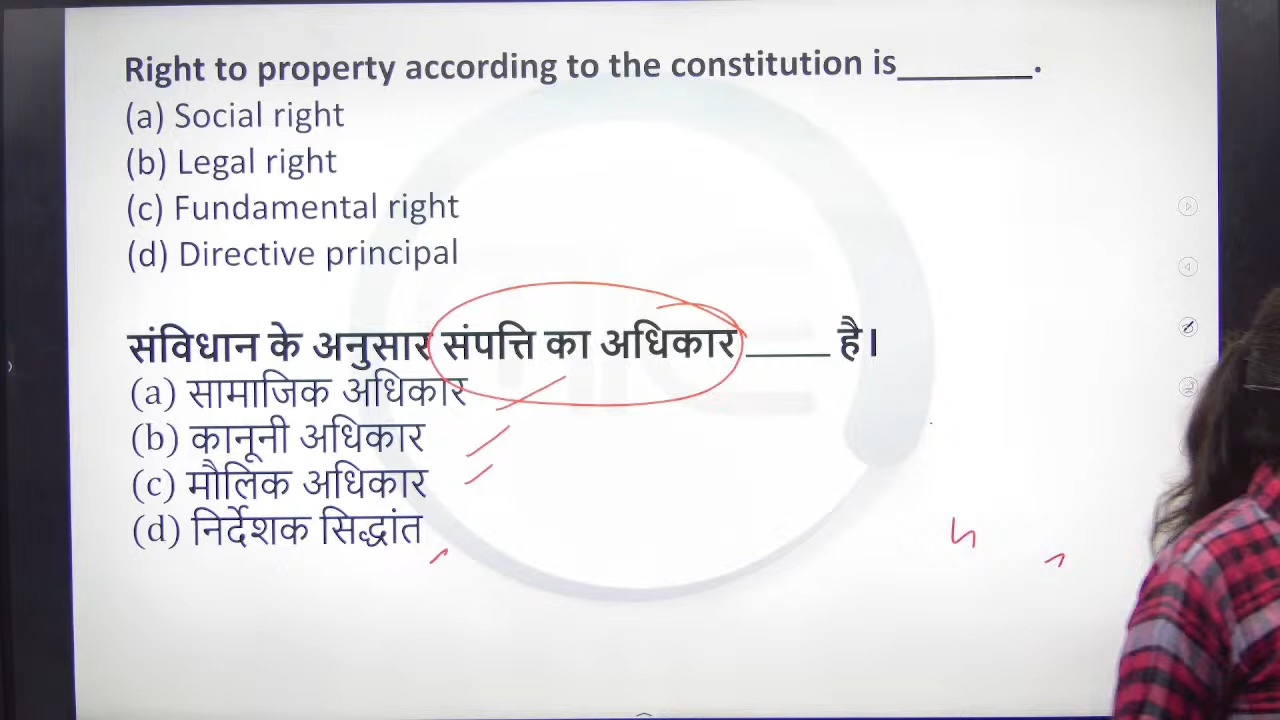 Right to property according to the constitution is_______.
(a) Social right
(b) Legal right
(c) Fundamental right
(d) Directive principal
संविधान के अनुसार संपत्ति का अधिकार _____ है।
(a) सामाजिक अधिकार
(b) कानूनी अधिकार
(c) मौलिक अधिकार
(d) निर्देशक सिद्धांत